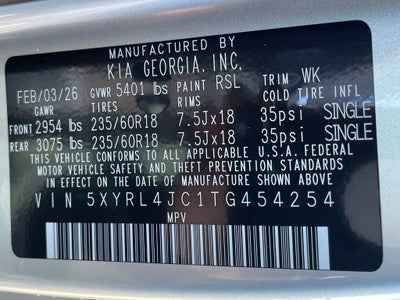 MANUFACTURED BY
KIA GEORGIA, INC.
FEB/03/26 GVWR 5401 lbs PAINT RSL TRIM WK
GAWR TIRES RIMS COLD TIRE INFL
FRONT 2954 lbs 235/60R18 7.5Jx18 35psi SINGLE
REAR 3075 lbs 235/60R18 7.5Jx18 35psi SINGLE
THIS VEHICLE CONFORMS TO ALL APPLICABLE U.S.A. FEDERAL
MOTOR VEHICLE SAFETY AND THEFT PREVENTION STANDARDS
IN EFFECT ON THE DATE OF MANUFACTURE SHOWN ABOVE.
VIN 5XYRL4JC1TG454254
MPV